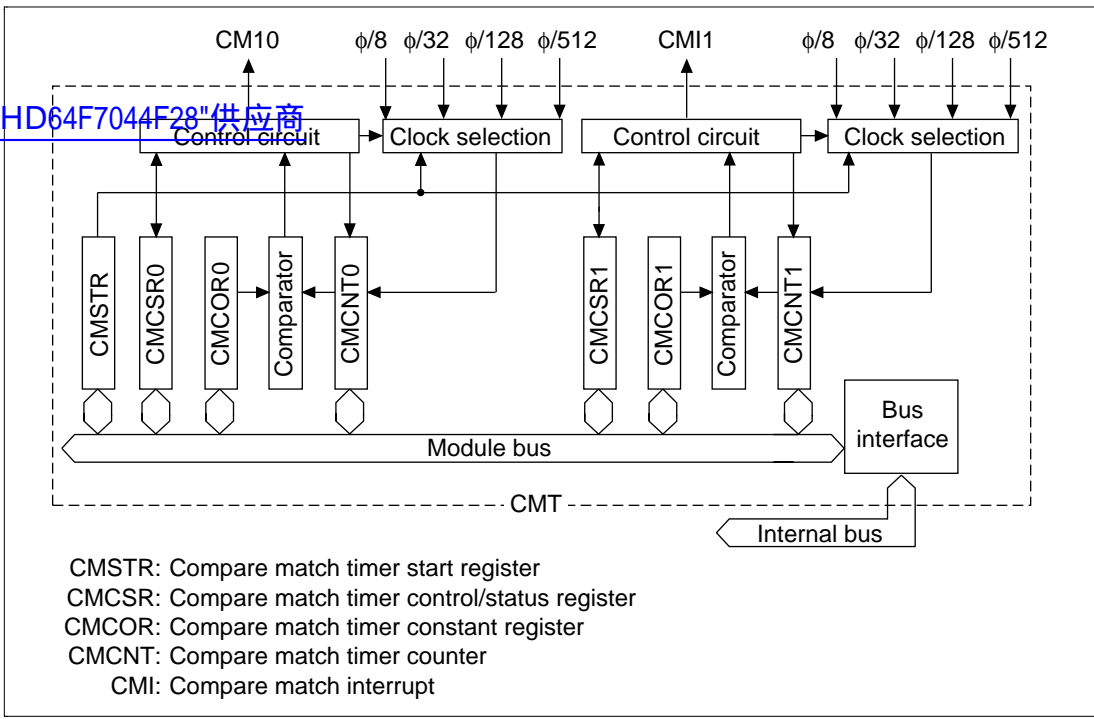 CM10 ϕ/8 ϕ/32 ϕ/128 ϕ/512 CMI1 ϕ/8 ϕ/32 ϕ/128 ϕ/512
HD64F7044F28"供应商
Control circuit Clock selection Control circuit Clock selection
CMSTR CMCSR0 CMCOR0 Comparator CMCNT0 CMCSR1 CMCOR1 Comparator CMCNT1
Bus
interface
Module bus
CMT
Internal bus
CMSTR: Compare match timer start register
CMCSR: Compare match timer control/status register
CMCOR: Compare match timer constant register
CMCNT: Compare match timer counter
CMI: Compare match interrupt